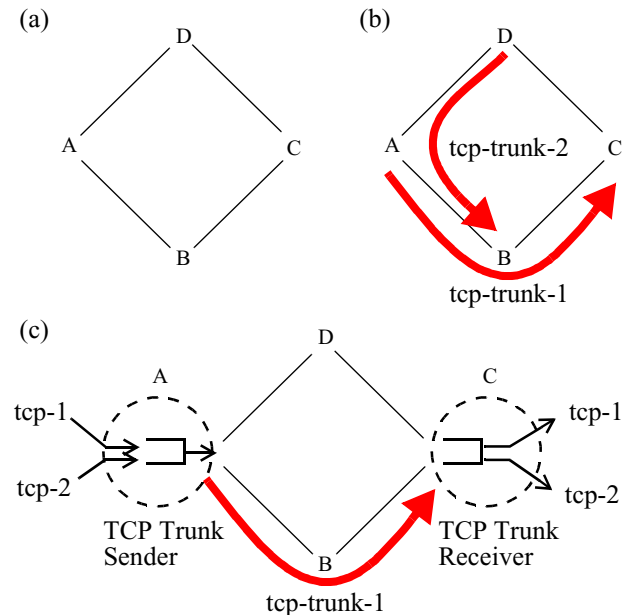 (a)
D
A
C
B
(b)
D
A
tcp-trunk-2
C
B
tcp-trunk-1
(c)
D
A
C
tcp-1
tcp-1
tcp-2
tcp-2
TCP Trunk
Sender
TCP Trunk
Receiver
B
tcp-trunk-1